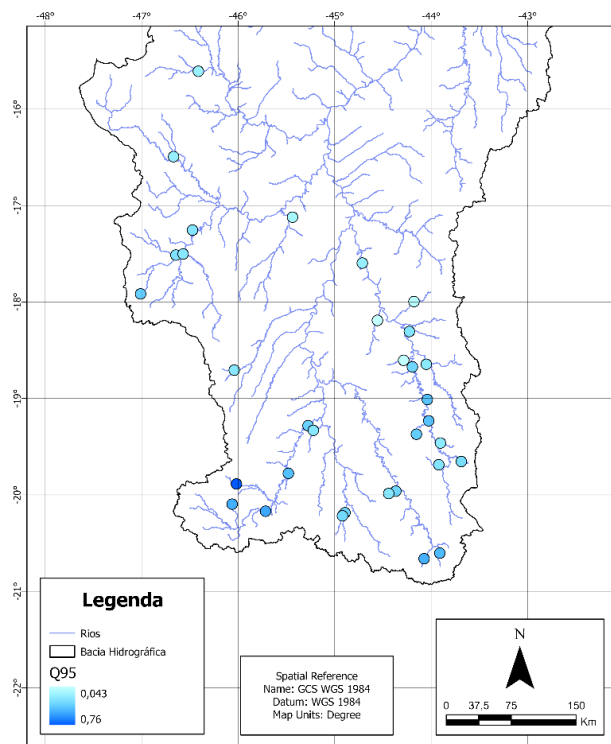 -48° -47° -46° -45° -44° -43°
-16°
-17°
-18°
-19°
-20°
-21°
-22°
Legenda
Rios
Bacia Hidrográfica
Q95
0,043
0,76
Spatial Reference
Name: GCS WGS 1984
Datum: WGS 1984
Map Units: Degree
N
0 37.5 75 150
Km